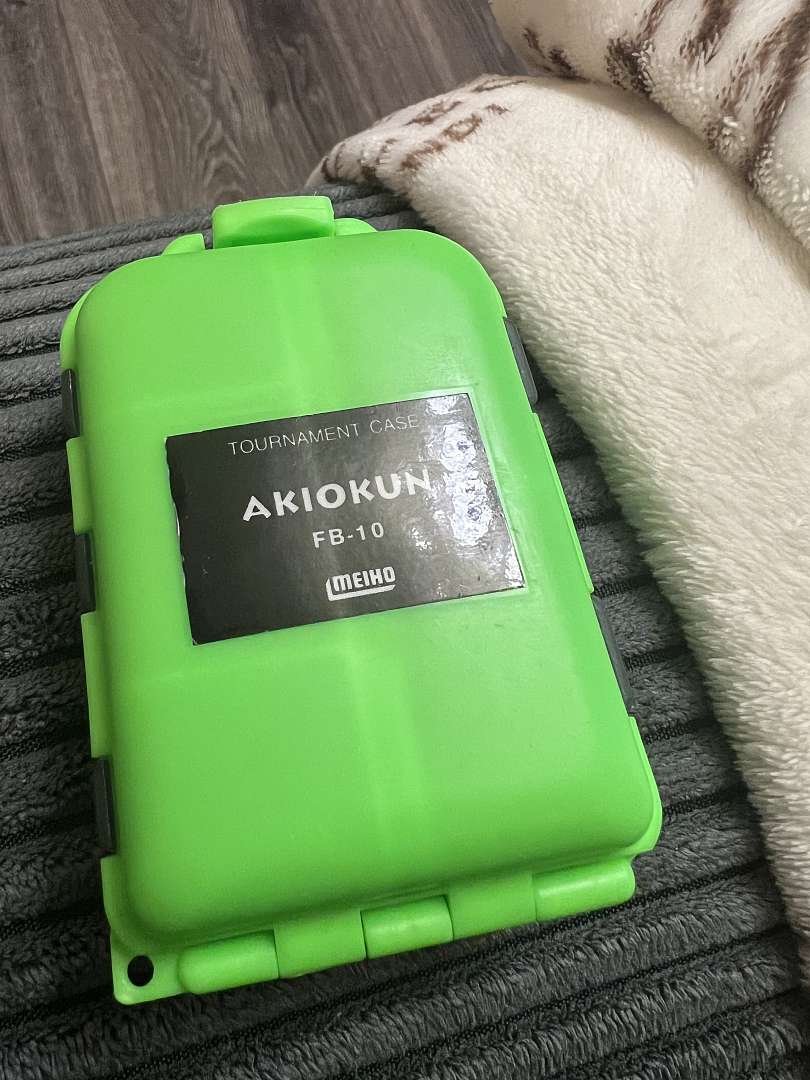 TOURNAMENT CASE
AKIOKUN
FB-10
MEIHO